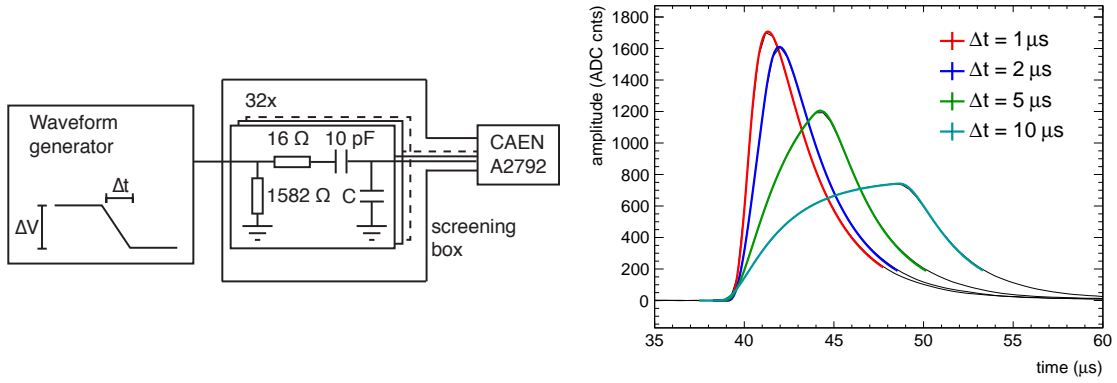 Waveform
generator
Δt
ΔV
32x
16 Ω
10 pF
1582 Ω
C
screening
box
CAEN
A2792
amplitude (ADC cnts)
1800
1600
1400
1200
1000
800
600
400
200
0
Δt = 1 μs
Δt = 2 μs
Δt = 5 μs
Δt = 10 μs
35 40 45 50 55 60
time (μs)